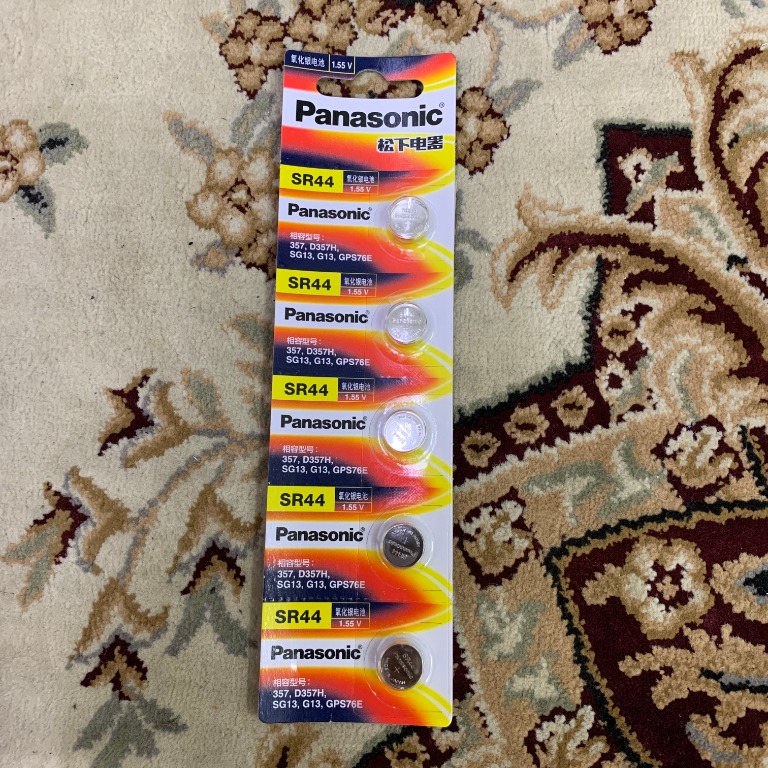 氧化银电池 1.55 V
Panasonic®
松下电器
SR44 氧化银电池
1.55 V
Panasonic®
相容型号:
357, D357H,
SG13, G13, GPS76E
SR44 氧化银电池
1.55 V
Panasonic®
相容型号:
357, D357H,
SG13, G13, GPS76E
SR44 氧化银电池
1.55 V
Panasonic®
相容型号:
357, D357H,
SG13, G13, GPS76E
SR44 氧化银电池
1.55 V
Panasonic®
相容型号:
357, D357H,
SG13, G13, GPS76E
SR44 氧化银电池
1.55 V
Panasonic®
相容型号:
357, D357H,
SG13, G13, GPS76E